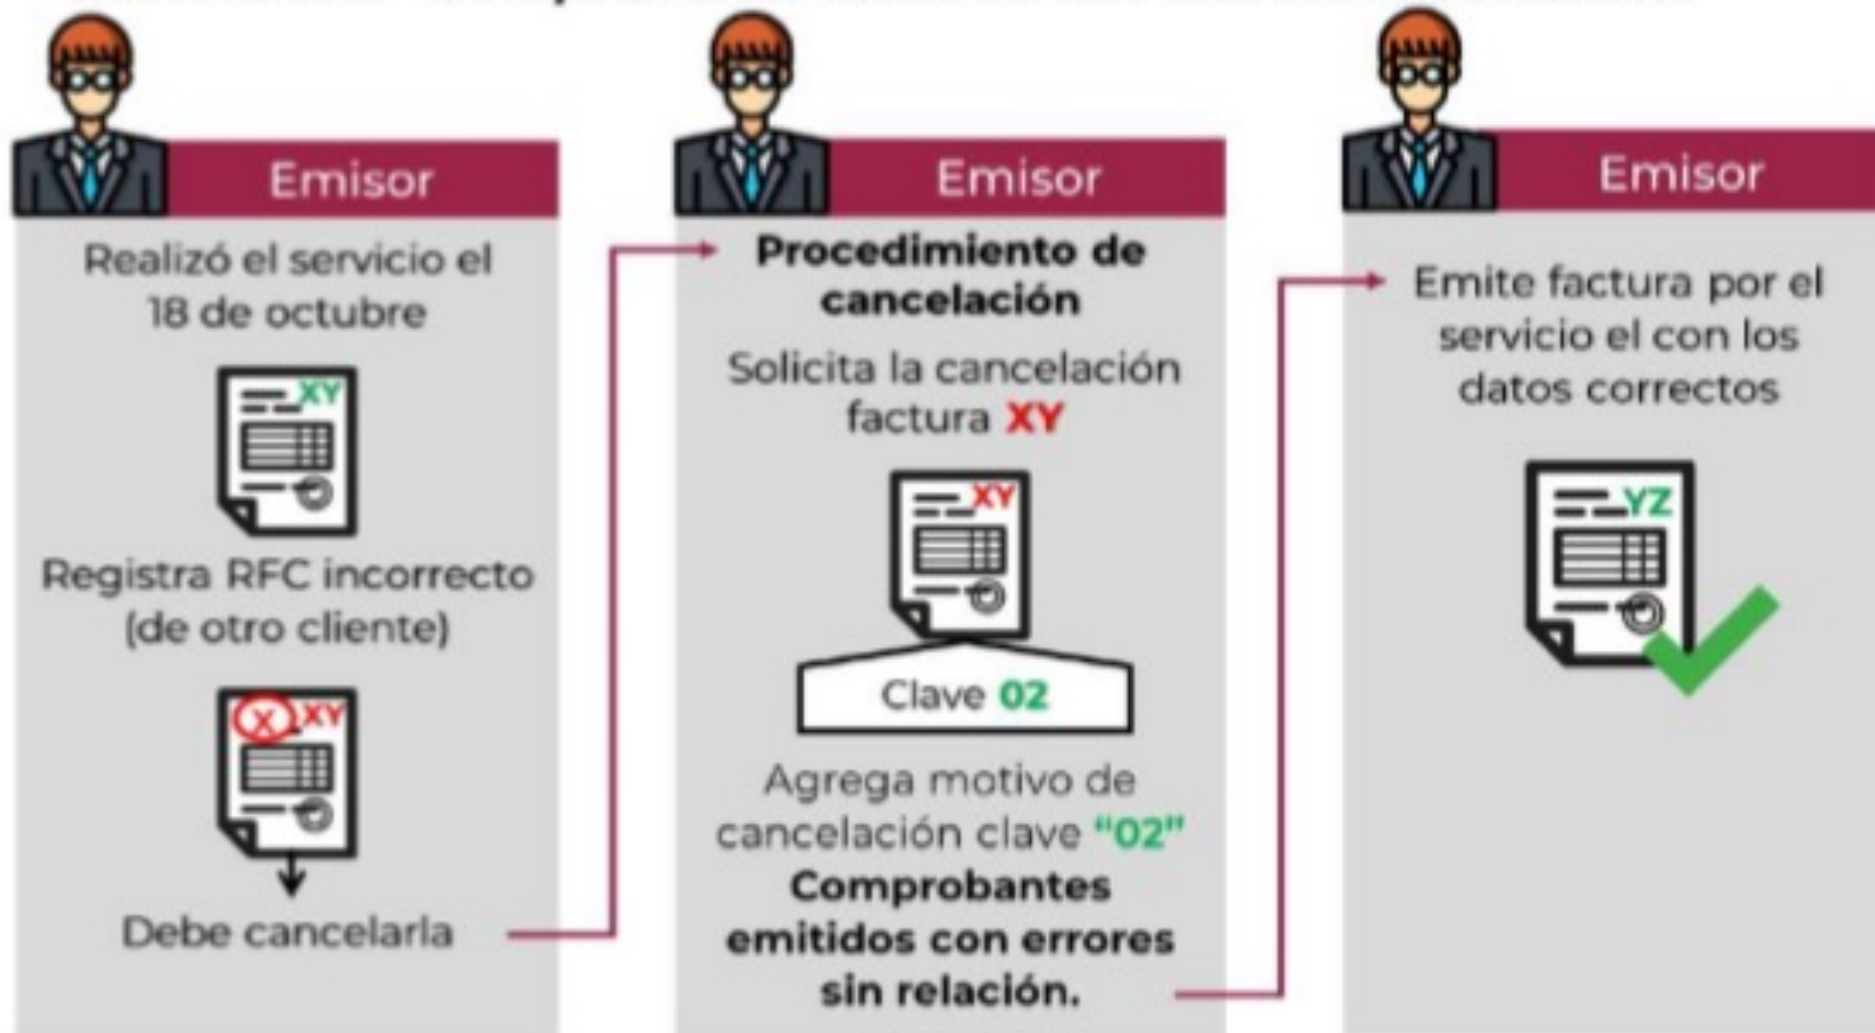 Emisor
Realizó el servicio el
18 de octubre
XY
Registra RFC incorrecto
(de otro cliente)
X XY
Debe cancelarla
Emisor
Procedimiento de
cancelación
Solicita la cancelación
factura XY
XY
Clave 02
Agrega motivo de
cancelación clave “02”
Comprobantes
emitidos con errores
sin relación.
Emisor
Emite factura por el
servicio el con los
datos correctos
YZ